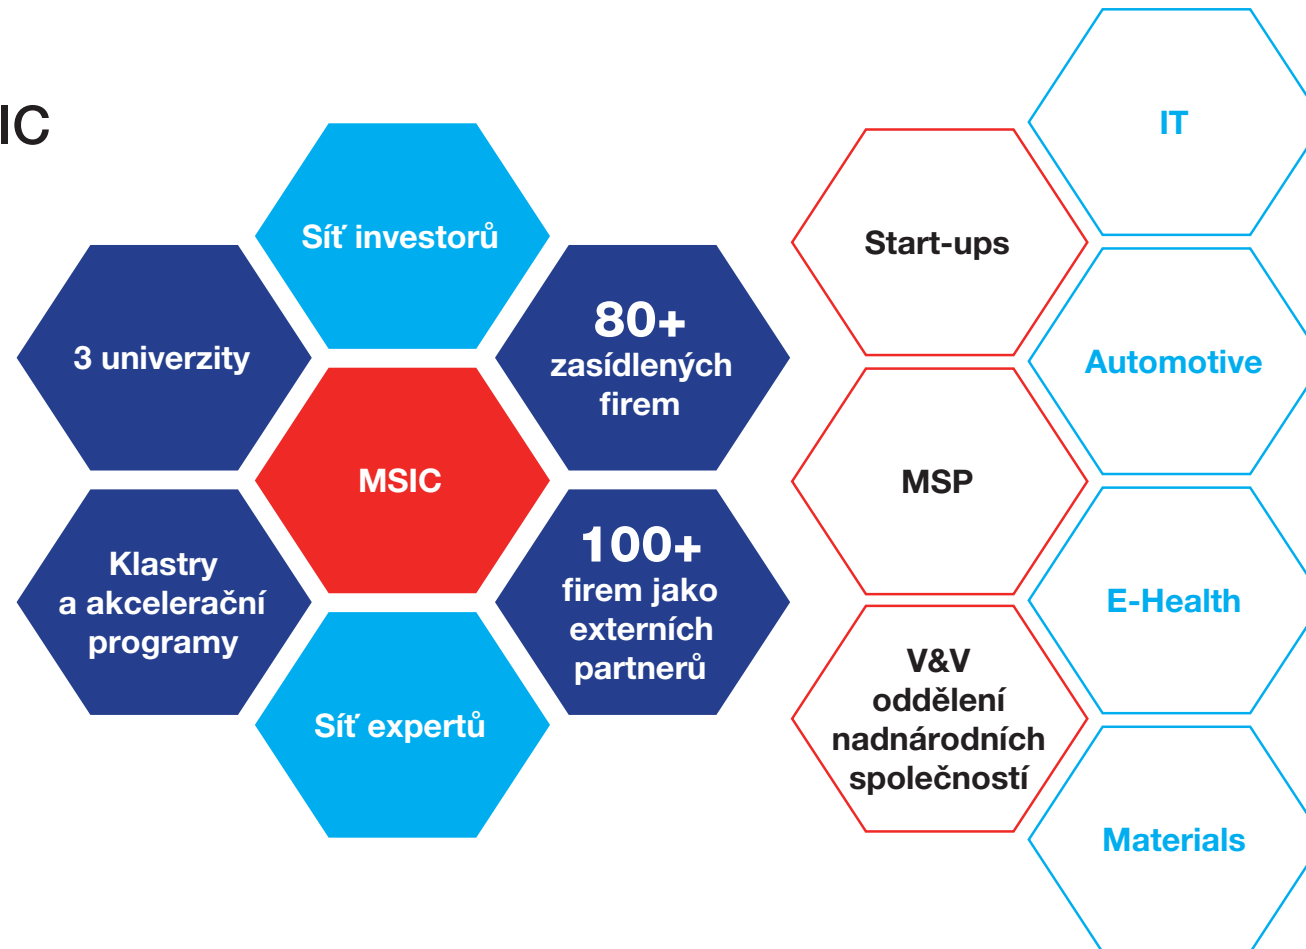 IC
Síť investorů
3 univerzity
80+
zasídlených
firem
MSIC
Klastry
a akcelerační
programy
100+
firem jako
externích
partnerů
Síť expertů
Start-ups
MSP
V&V
oddělení
nadnárodních
společností
IT
Automotive
E-Health
Materials